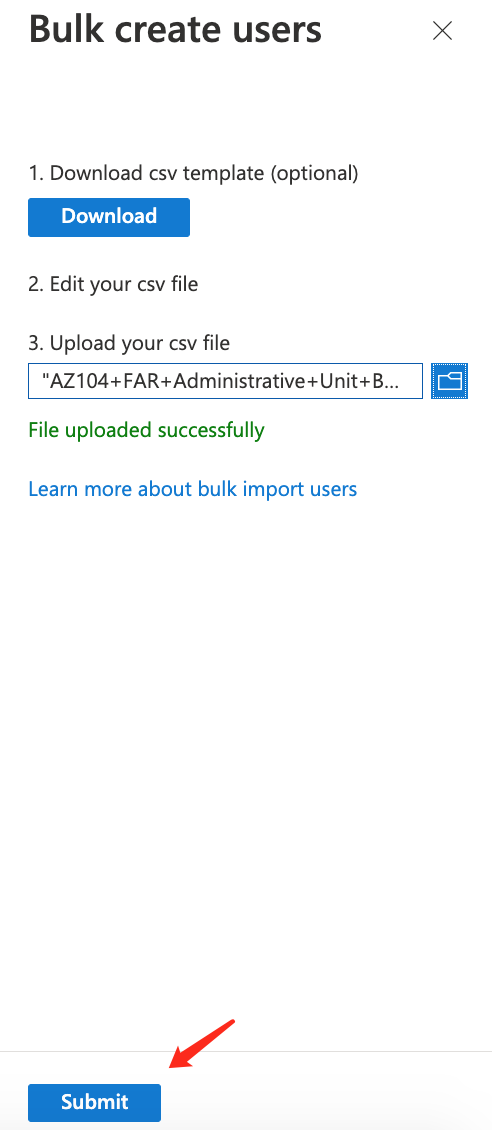 Bulk create users
1. Download csv template (optional)
Download
2. Edit your csv file
3. Upload your csv file
"AZ104+FAR+Administrative+Unit+B...
File uploaded successfully
Learn more about bulk import users
Submit